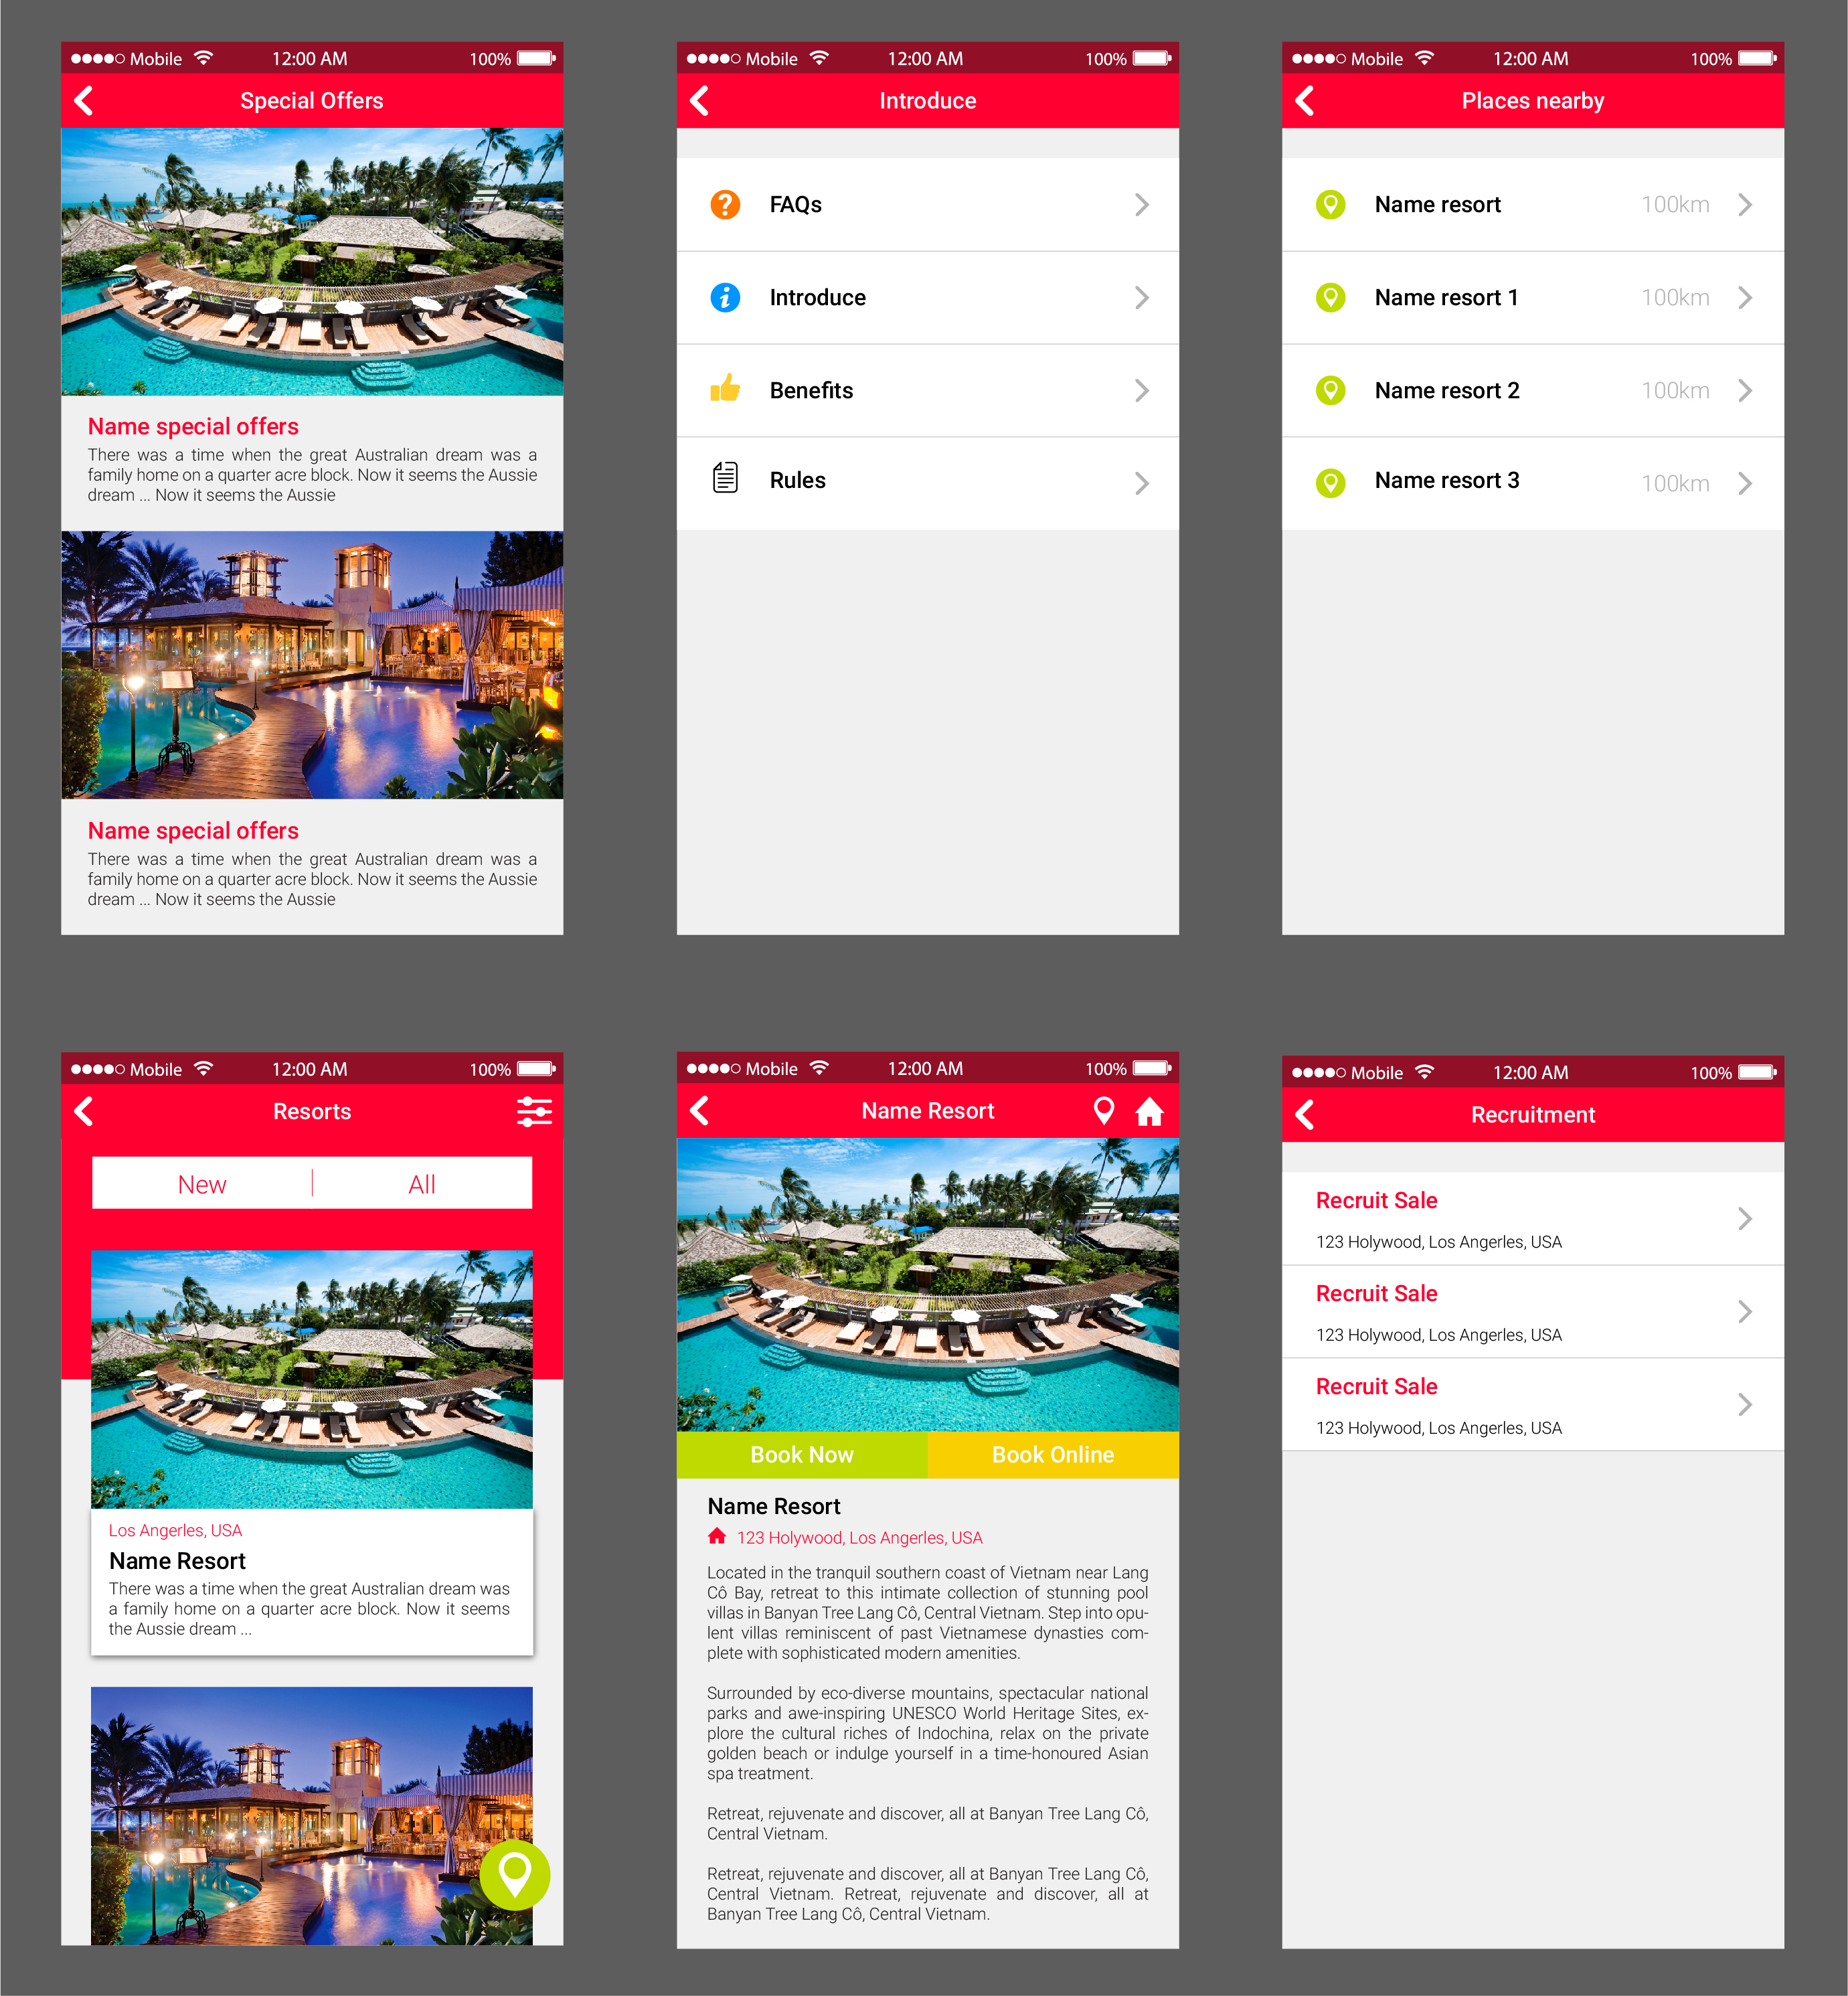 Mobile 12:00 AM 100%
Special Offers
Name special offers
There was a time when the great Australian dream was a
family home on a quarter acre block. Now it seems the Aussie
dream ... Now it seems the Aussie
Name special offers
There was a time when the great Australian dream was a
family home on a quarter acre block. Now it seems the Aussie
dream ... Now it seems the Aussie
Mobile 12:00 AM 100%
Introduce
FAQs
Introduce
Benefits
Rules
Mobile 12:00 AM 100%
Places nearby
Name resort 100km
Name resort 1 100km
Name resort 2 100km
Name resort 3 100km
Mobile 12:00 AM 100%
Resorts
New All
Los Angerles, USA
Name Resort
There was a time when the great Australian dream was
a family home on a quarter acre block. Now it seems
the Aussie dream ...
Mobile 12:00 AM 100%
Name Resort
Book Now Book Online
Name Resort
123 Holywood, Los Angerles, USA
Located in the tranquil southern coast of Vietnam near Lang
Cô Bay, retreat to this intimate collection of stunning pool
villas in Banyan Tree Lang Cô, Central Vietnam. Step into opu-
lent villas reminiscent of past Vietnamese dynasties com-
plete with sophisticated modern amenities.
Surrounded by eco-diverse mountains, spectacular national
parks and awe-inspiring UNESCO World Heritage Sites, ex-
plore the cultural riches of Indochina, relax on the private
golden beach or indulge yourself in a time-honoured Asian
spa treatment.
Retreat, rejuvenate and discover, all at Banyan Tree Lang Cô,
Central Vietnam.
Retreat, rejuvenate and discover, all at Banyan Tree Lang Cô,
Central Vietnam. Retreat, rejuvenate and discover, all at
Banyan Tree Lang Cô, Central Vietnam.
Mobile 12:00 AM 100%
Recruitment
Recruit Sale
123 Holywood, Los Angerles, USA
Recruit Sale
123 Holywood, Los Angerles, USA
Recruit Sale
123 Holywood, Los Angerles, USA